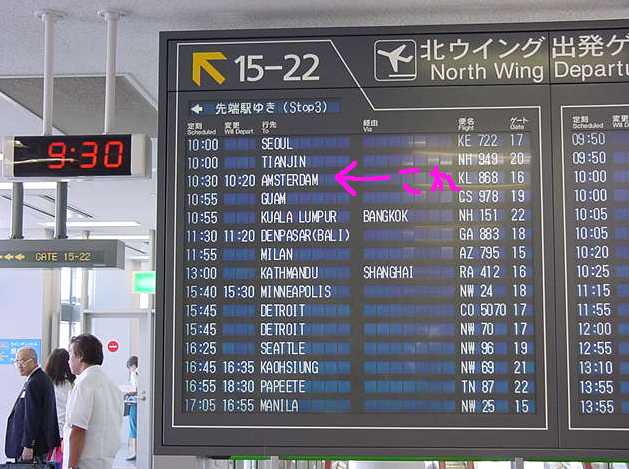 15-22
北ウイング 出発ゲ
North Wing Departu
先端駅ゆき (Stop3)
定刻 変更 行先 経由 便名 ゲート
Scheduled Will Depart. To Via Flight Gate
10:00 SEOUL KE 722 17
10:00 TIANJIN NH 949 20
10:30 10:20 AMSTERDAM KL 868 16
これ
10:55 GUAM CS 978 19
10:55 KUALA LUMPUR BANGKOK NH 151 22
11:30 11:20 DENPASAR(BALI) GA 883 18
11:55 MILAN AZ 795 15
13:00 KATHMANDU SHANGHAI RA 412 16
15:40 15:30 MINNEAPOLIS NW 24 18
15:45 DETROIT CO 5070 17
15:45 DETROIT NW 70 17
16:25 SEATTLE NW 96 19
16:45 16:35 KAOHSIUNG NW 69 21
16:55 18:30 PAPEETE TN 87 22
17:05 16:55 MANILA NW 25 15
定刻
Scheduled
09:50
09:50
10:00
10:00
10:05
10:20
10:25
11:15
11:55
12:00
12:55
13:10
13:55
13:55
9:30
GATE 15-22